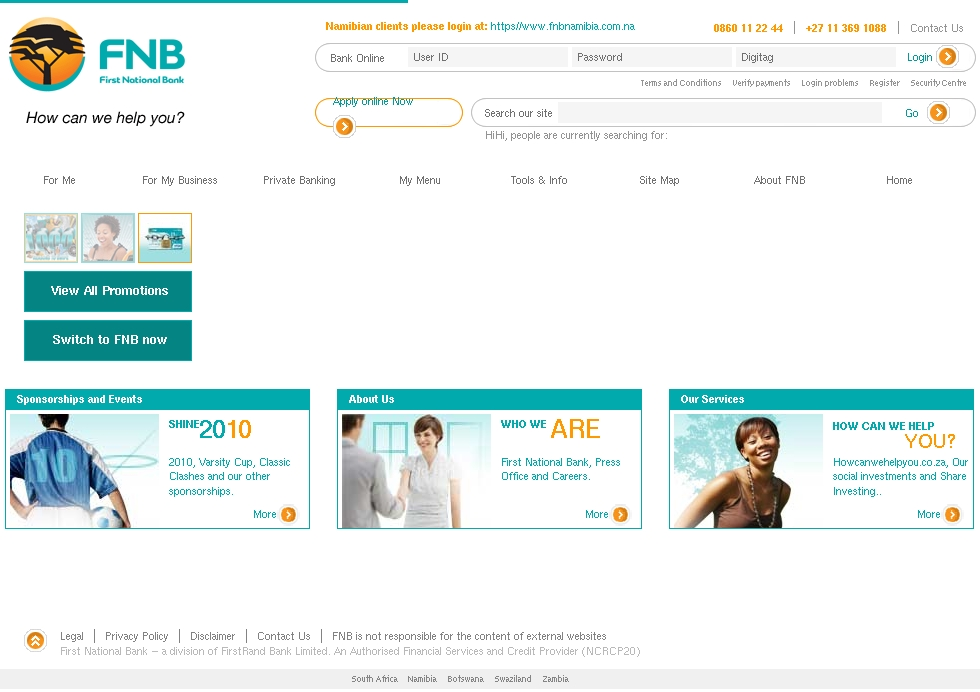 Namibian clients please login at: https//www.fnbnamibia.com.na
0860 11 22 44
+27 11 369 1088
Contact Us
FNB
First National Bank
How can we help you?
Bank Online
User ID
Password
Digitag
Login
Terms and Conditions
Verify payments
Login problems
Register
Security Centre
Apply online Now
Search our site
Go
HiHi, people are currently searching for:
For Me
For My Business
Private Banking
My Menu
Tools & Info
Site Map
About FNB
Home
View All Promotions
Switch to FNB now
Sponsorships and Events
SHINE 2010
2010, Varsity Cup, Classic
Clashes and our other
sponsorships.
More
About Us
WHO WE ARE
First National Bank, Press
Office and Careers.
More
Our Services
HOW CAN WE HELP
YOU?
Howcanwehelpyou.co.za, Our
social investments and Share
Investing..
More
Legal
Privacy Policy
Disclaimer
Contact Us
FNB is not responsible for the content of external websites
First National Bank – a division of FirstRand Bank Limited. An Authorised Financial Services and Credit Provider (NCRCP20)
South Africa
Namibia
Botswana
Swaziland
Zambia